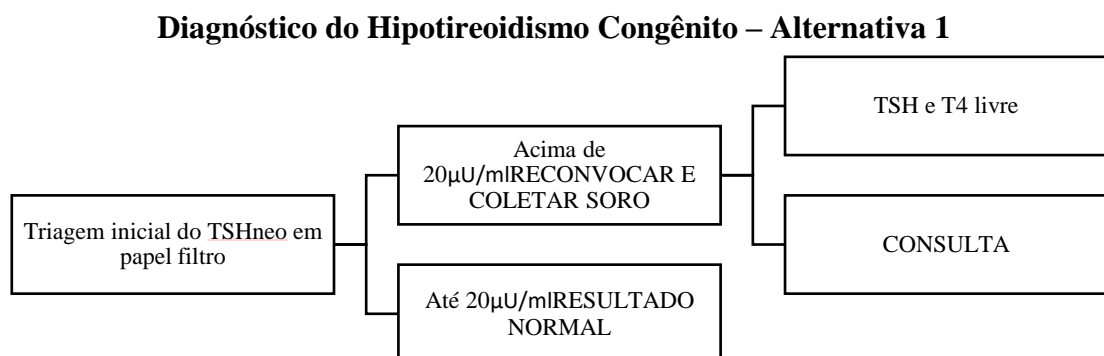 Diagnóstico do Hipotireoidismo Congênito – Alternativa 1
Triagem inicial do TSHneo em
papel filtro
Acima de
20μU/mlRECONVOCAR E
COLETAR SORO
TSH e T4 livre
CONSULTA
Até 20μU/mlRESULTADO
NORMAL